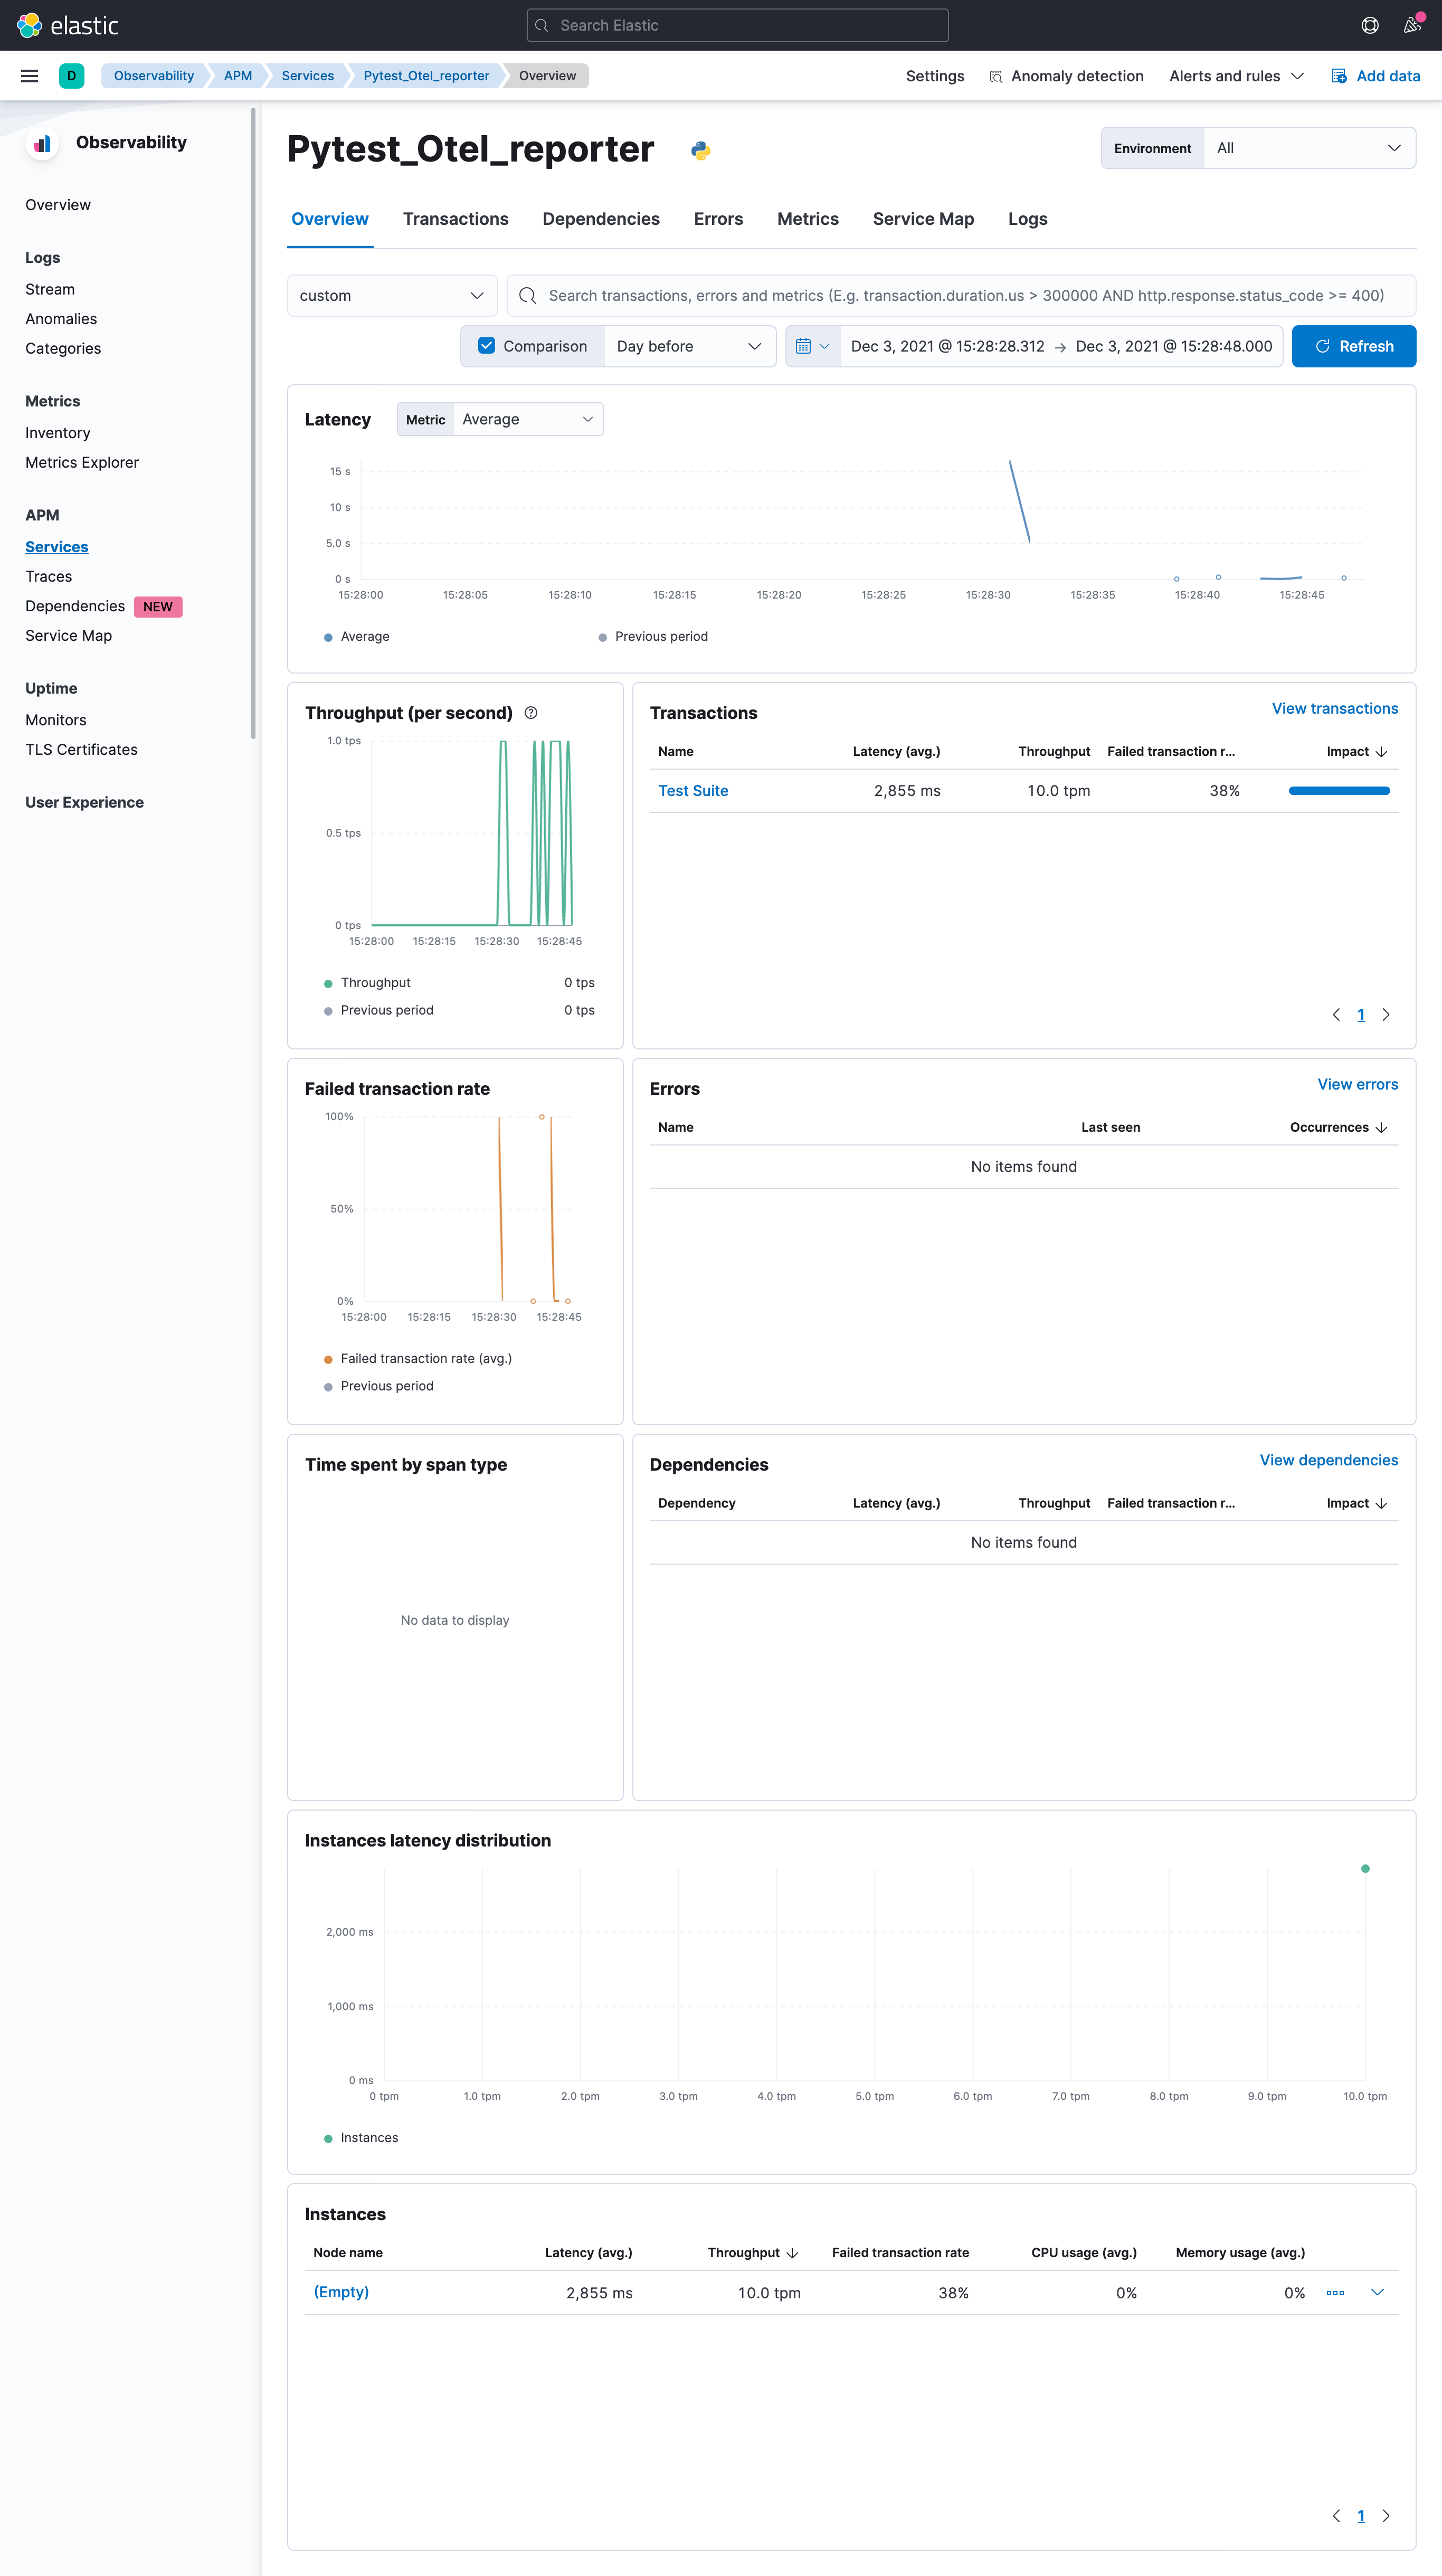 elastic
Search Elastic
D
Observability
APM
Services
Pytest_Otel_reporter
Overview
Settings
Anomaly detection
Alerts and rules
Add data
Observability
Overview
Logs
Stream
Anomalies
Categories
Metrics
Inventory
Metrics Explorer
APM
Services
Traces
Dependencies NEW
Service Map
Uptime
Monitors
TLS Certificates
User Experience
Pytest_Otel_reporter
Environment All
Overview Transactions Dependencies Errors Metrics Service Map Logs
custom
Search transactions, errors and metrics (E.g. transaction.duration.us > 300000 AND http.response.status_code >= 400)
Comparison Day before Dec 3, 2021 @ 15:28:28.312 → Dec 3, 2021 @ 15:28:48.000 Refresh
Latency Metric Average
15 s
10 s
5.0 s
0 s
15:28:00 15:28:05 15:28:10 15:28:15 15:28:20 15:28:25 15:28:30 15:28:35 15:28:40 15:28:45
Average Previous period
Throughput (per second)
1.0 tps
0.5 tps
0 tps
15:28:00 15:28:15 15:28:30 15:28:45
Throughput 0 tps
Previous period 0 tps
Transactions View transactions
Name Latency (avg.) Throughput Failed transaction r... Impact
Test Suite 2,855 ms 10.0 tpm 38%
1
Failed transaction rate
100%
50%
0%
15:28:00 15:28:15 15:28:30 15:28:45
Failed transaction rate (avg.)
Previous period
Errors View errors
Name Last seen Occurrences
No items found
Time spent by span type
No data to display
Dependencies View dependencies
Dependency Latency (avg.) Throughput Failed transaction r... Impact
No items found
Instances latency distribution
2,000 ms
1,000 ms
0 ms
0 tpm 1.0 tpm 2.0 tpm 3.0 tpm 4.0 tpm 5.0 tpm 6.0 tpm 7.0 tpm 8.0 tpm 9.0 tpm 10.0 tpm
Instances
Instances
Node name Latency (avg.) Throughput Failed transaction rate CPU usage (avg.) Memory usage (avg.)
(Empty) 2,855 ms 10.0 tpm 38% 0% 0%
1